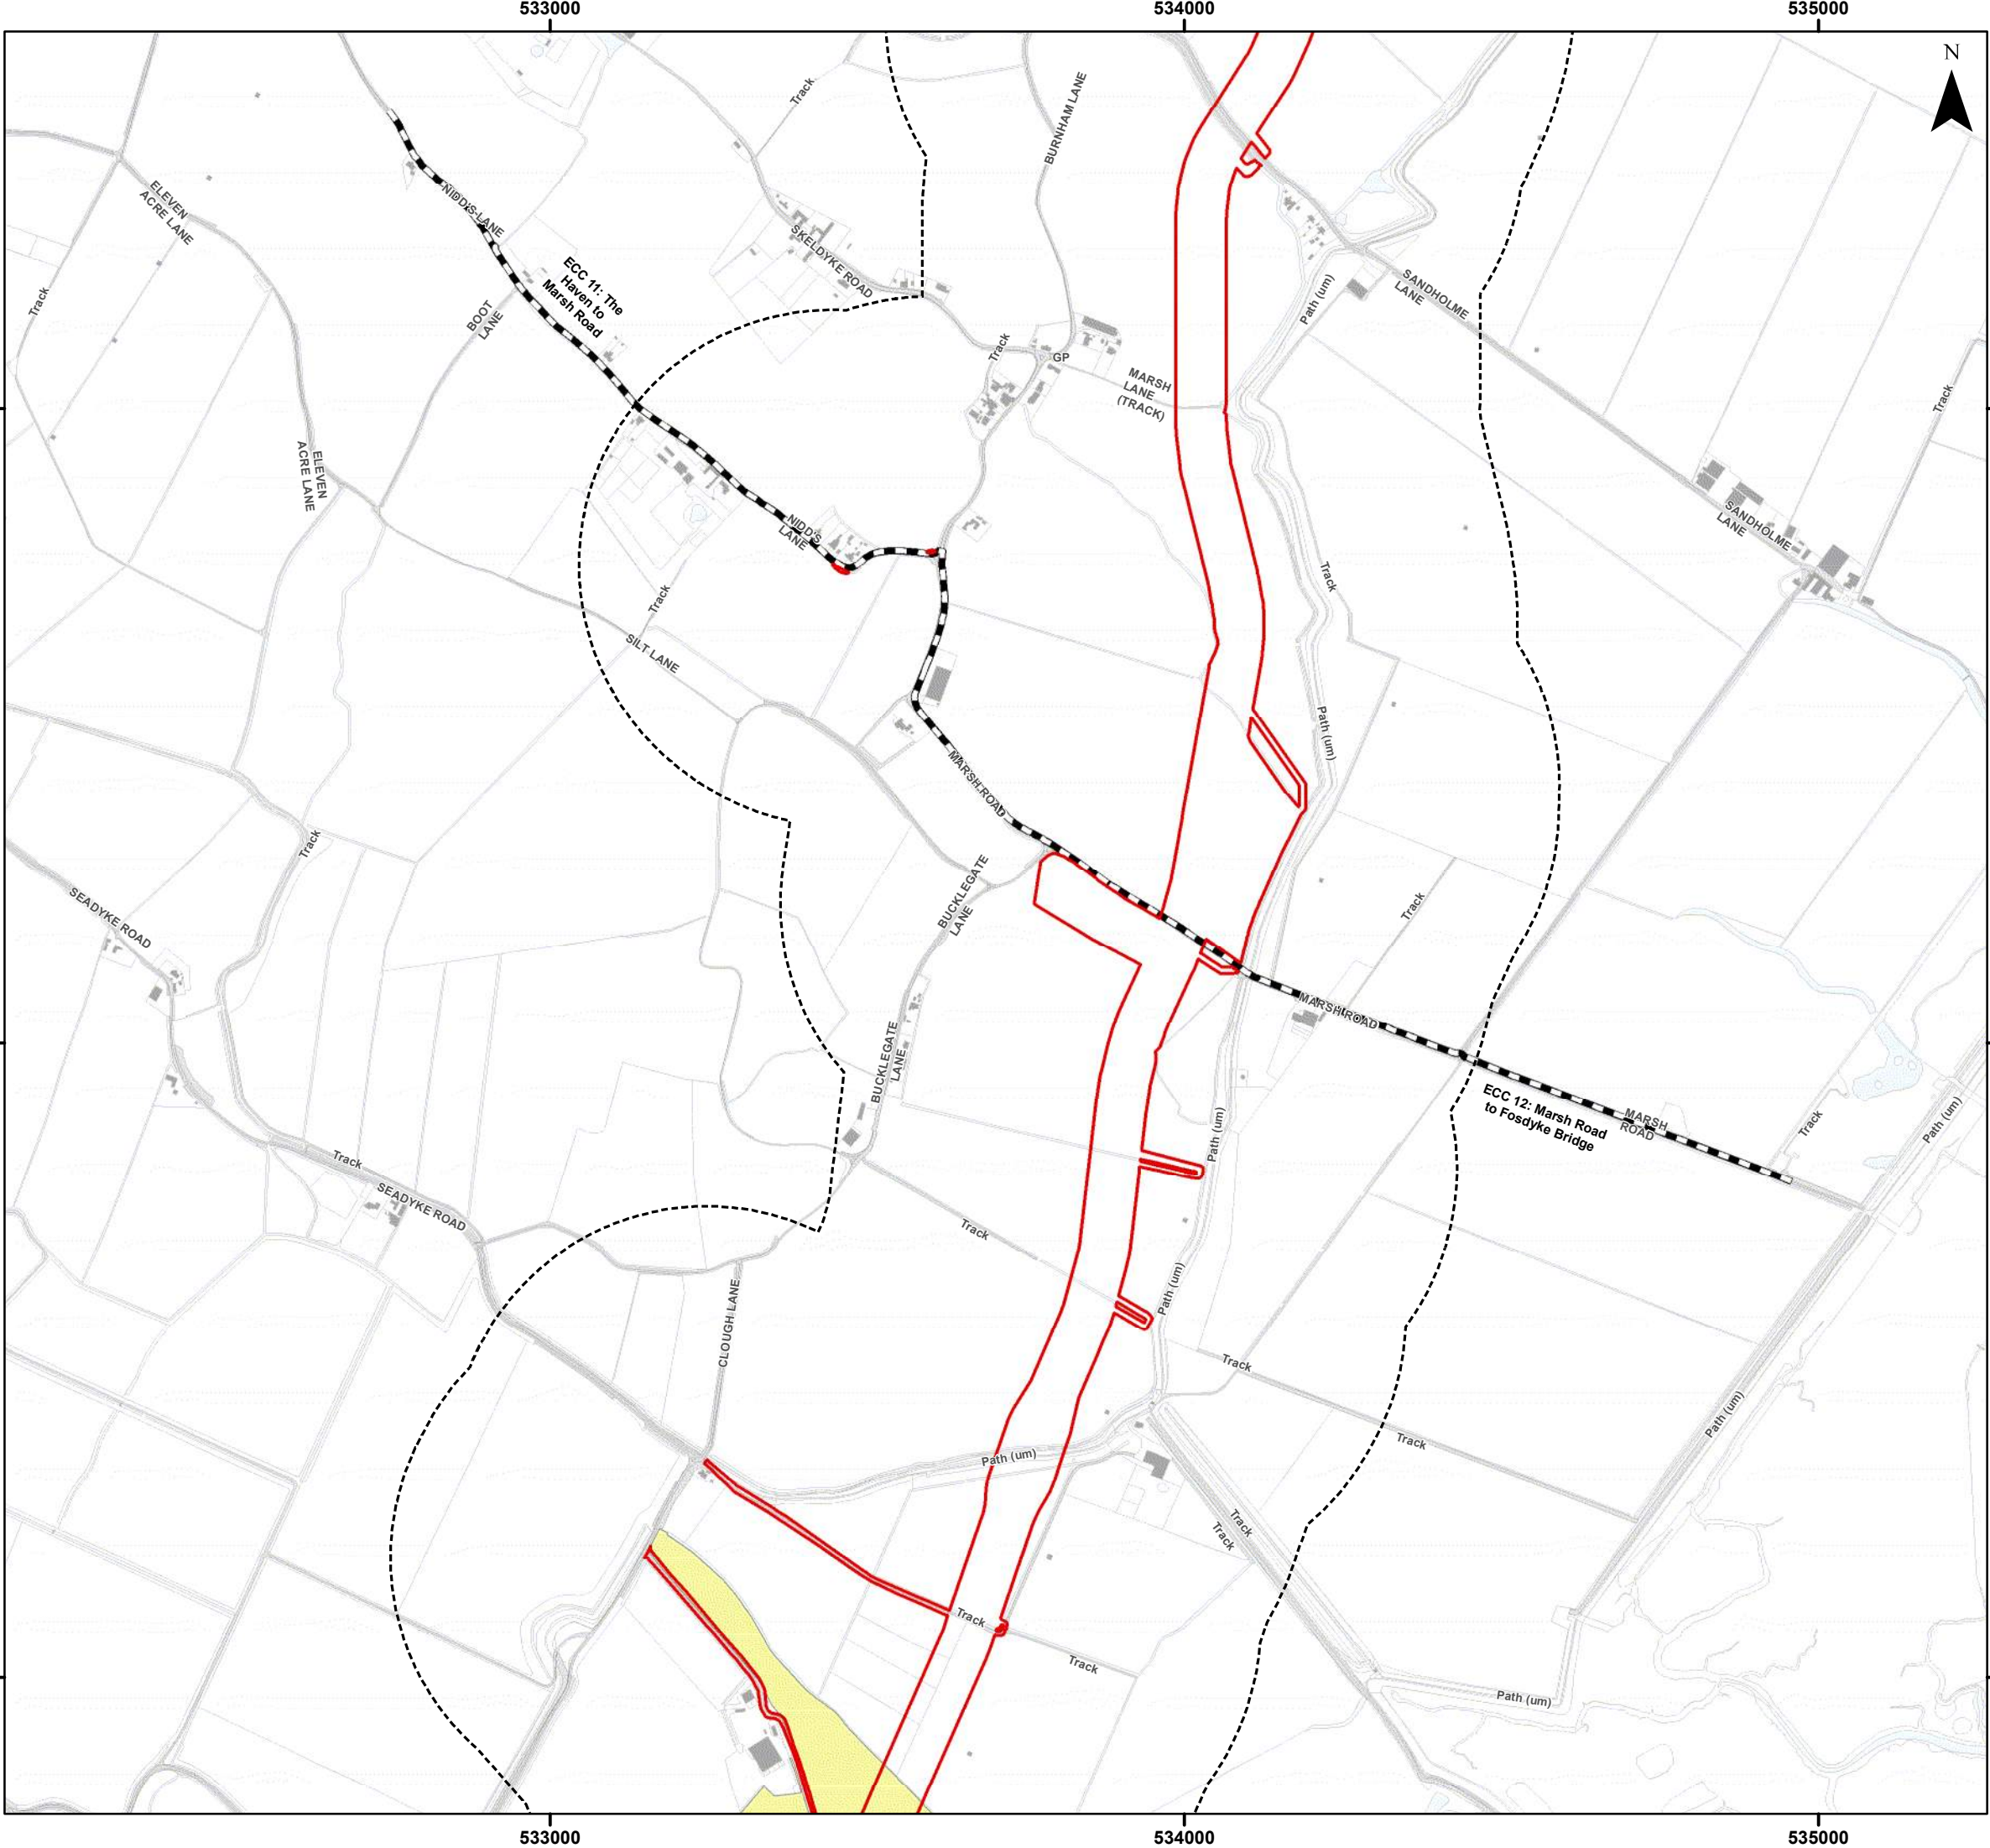 533000
534000
535000
N
Track
BURNHAM LANE
ELEVEN
ACRE LANE
NIDD'S LANE
SKELDYKE ROAD
ECC 11: The
Haven to
Marsh Road
Track
BOOT
LANE
Path (um)
SANDHOLME
LANE
Track
GP
MARSH
LANE
(TRACK)
Track
ELEVEN
ACRE LANE
NIDD'S
LANE
SANDHOLME
LANE
Track
Track
SILT LANE
Path (um)
MARSH ROAD
Track
SEADYKE ROAD
BUCKLEGATE
LANE
Track
MARSH ROAD
BUCKLEGATE
LANE
ECC 12: Marsh Road
to Fosdyke Bridge
MARSH
ROAD
Track
Path (um)
Path (um)
Track
SEADYKE ROAD
Track
Path (um)
CLOUGH LANE
Track
Track
Path (um)
Path (um)
Track
Track
Track
Track
Path (um)
533000
534000
535000